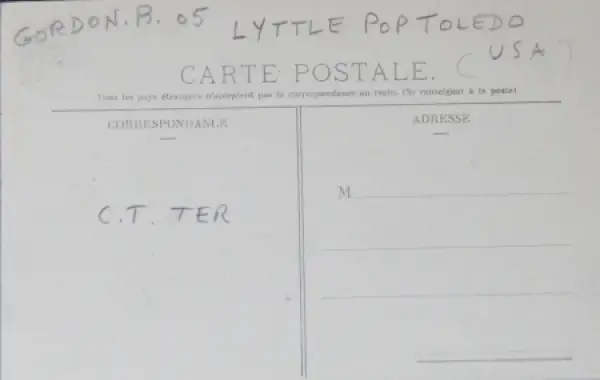 GORDON. B. 05 LYTTLE POP TOLEDO
(USA)
CARTE POSTALE.
Tous les pays étrangers n'acceptent pas la correspondance au recto. (Se renseigner à la poste)
CORRESPONDANCE
ADRESSE
M
C.T. TER